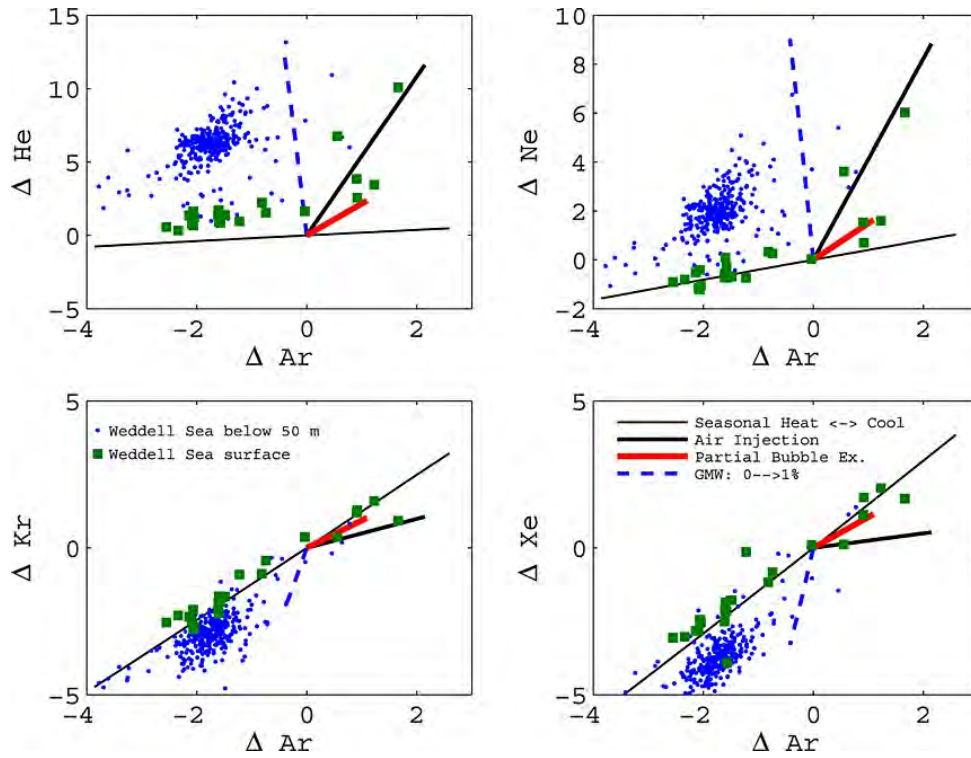 15
10
5
0
−5
Δ He
−4
−2
0
2
Δ Ar
10
8
6
4
2
0
−2
Δ Ne
−4
−2
0
2
Δ Ar
5
0
−5
Δ Kr
Weddell Sea below 50 m
Weddell Sea surface
−4
−2
0
2
Δ Ar
5
0
−5
Δ Xe
Seasonal Heat <-> Cool
Air Injection
Partial Bubble Ex.
GMW: 0-->1%
−4
−2
0
2
Δ Ar